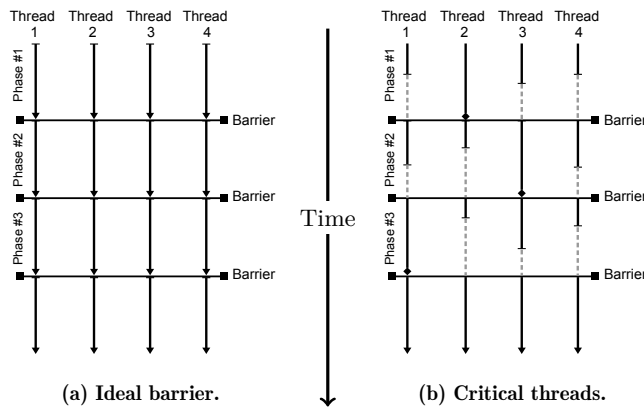 Thread Thread Thread Thread
1 2 3 4
Phase #1
Barrier
Phase #2
Barrier
Phase #3
Barrier
(a) Ideal barrier.
Time
Thread Thread Thread Thread
1 2 3 4
Phase #1
Barrier
Phase #2
Barrier
Phase #3
Barrier
(b) Critical threads.